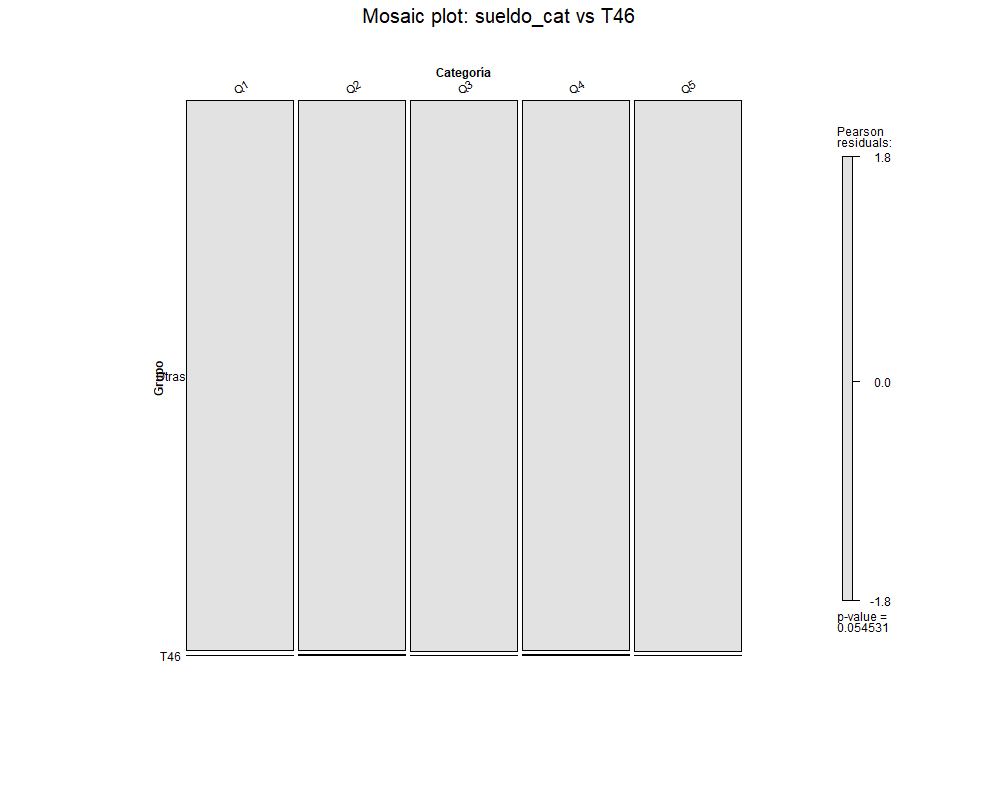 Mosaic plot: sueldo_cat vs T46
Categoría
Q1 Q2 Q3 Q4 Q5
Pearson
residuals:
1.8
0.0
-1.8
p-value =
0.054531
Grupo
Otras
T46